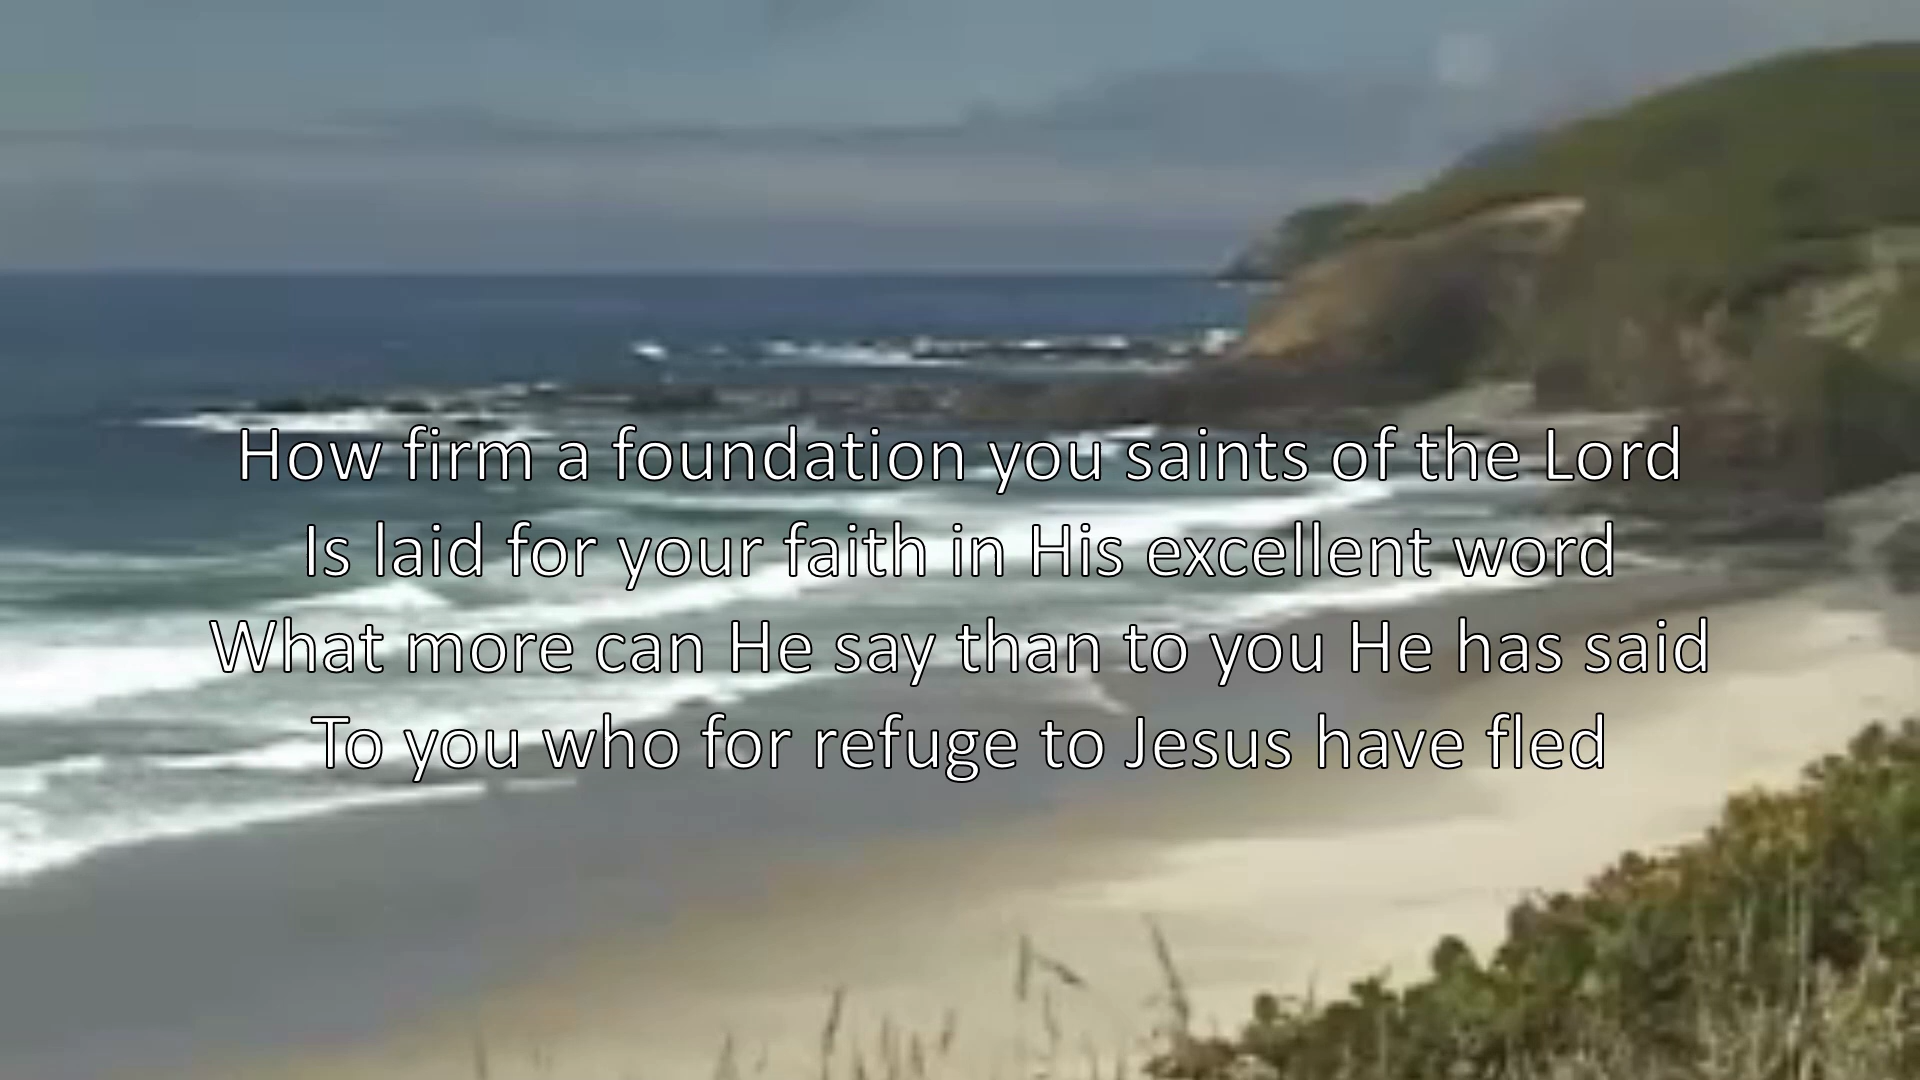 How firm a foundation you saints of the Lord
Is laid for your faith in His excellent word
What more can He say than to you He has said
To you who for refuge to Jesus have fled